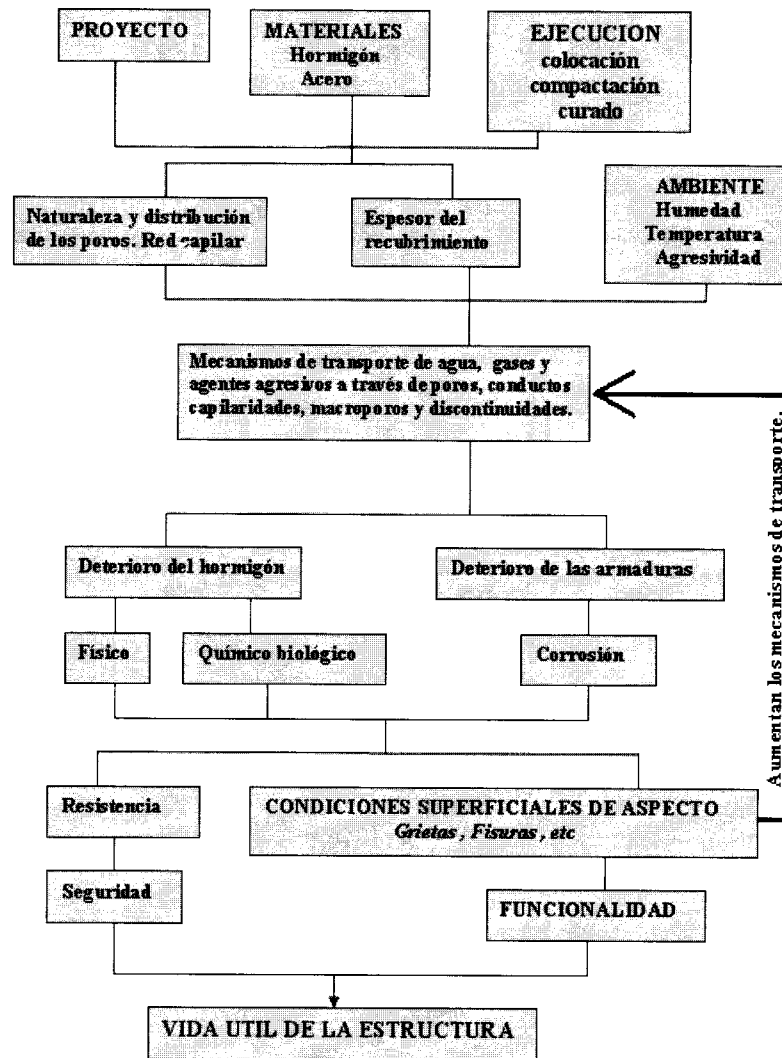 PROYECTO
MATERIALES
Hormigón
Acero
EJECUCION
colocación
compactación
curado
Naturaleza y distribución
de los poros. Red capilar
Espesor del
recubrimiento
AMBIENTE
Humedad
Temperatura
Agresividad
Mecanismos de transporte de agua, gases y
agentes agresivos a través de poros, conductos
capilaridades, macroporos y discontinuidades.
Aumentan los mecanismos de transporte.
Deterioro del hormigón
Deterioro de las armaduras
Físico
Químico biológico
Corrosión
Resistencia
CONDICIONES SUPERFICIALES DE ASPECTO
Grietas , Fisuras , etc
Seguridad
FUNCIONALIDAD
VIDA UTIL DE LA ESTRUCTURA